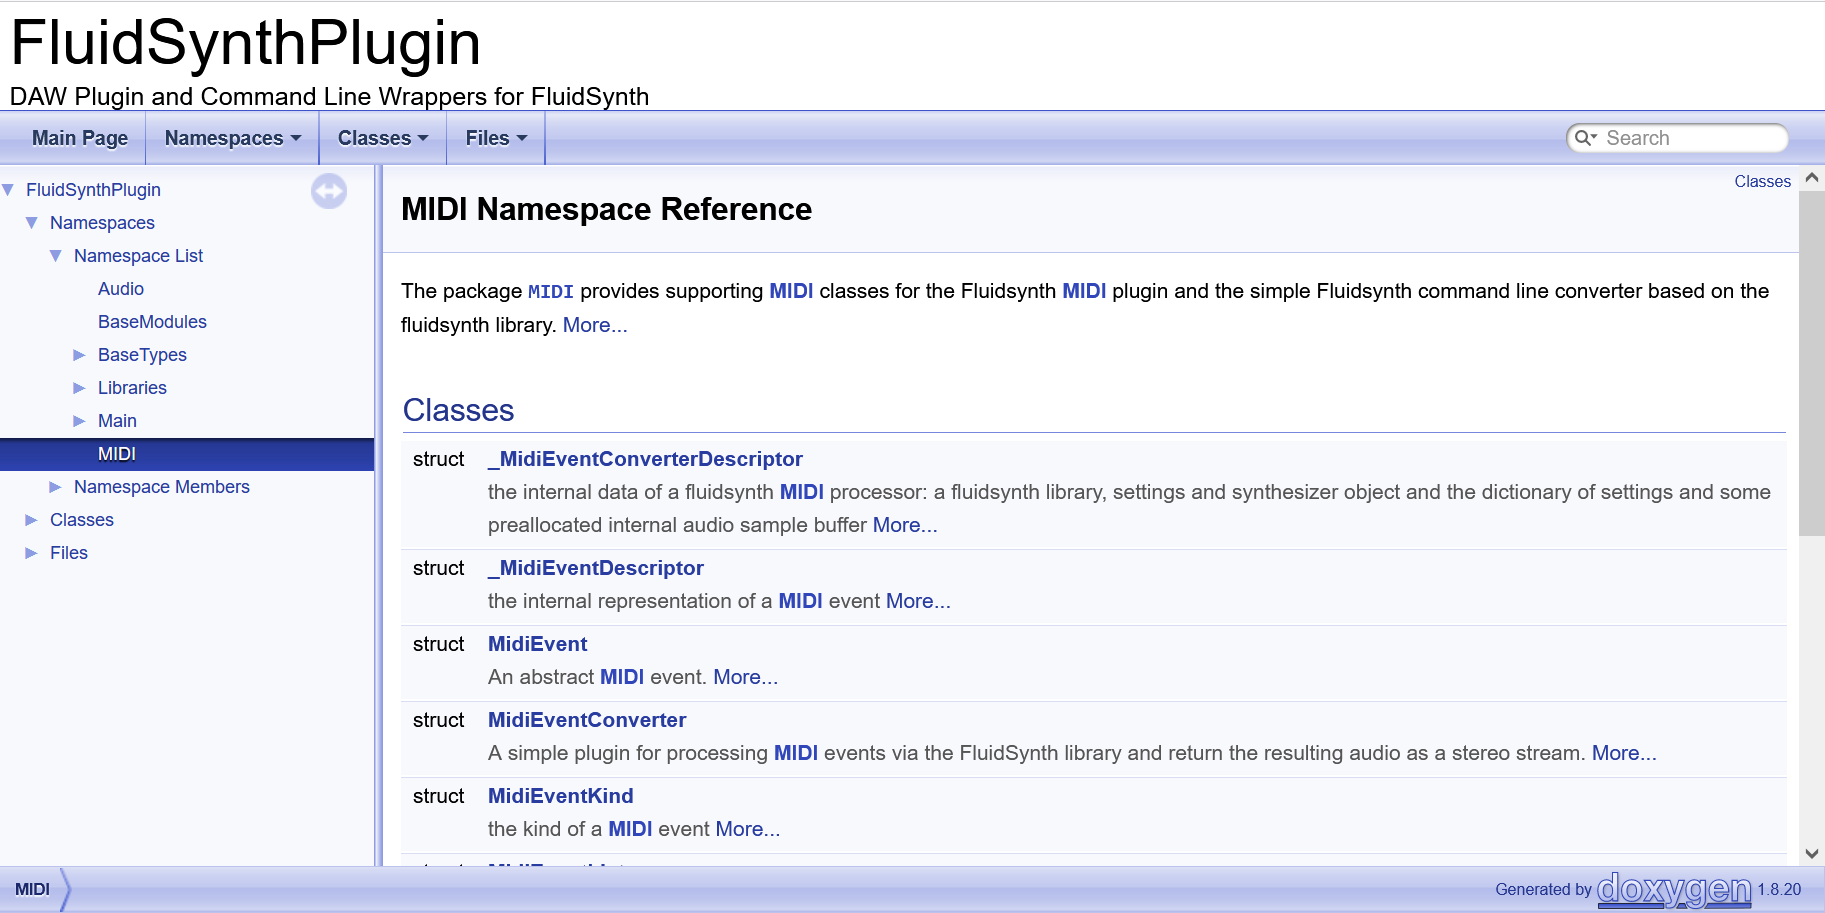 FluidSynthPlugin
DAW Plugin and Command Line Wrappers for FluidSynth
Main Page
Namespaces
Classes
Files
Search
FluidSynthPlugin
Namespaces
Namespace List
Audio
BaseModules
BaseTypes
Libraries
Main
MIDI
Namespace Members
Classes
Files
Classes
MIDI Namespace Reference
The package MIDI provides supporting MIDI classes for the Fluidsynth MIDI plugin and the simple Fluidsynth command line converter based on the
fluidsynth library. More...
Classes
struct _MidiEventConverterDescriptor
the internal data of a fluidsynth MIDI processor: a fluidsynth library, settings and synthesizer object and the dictionary of settings and some
preallocated internal audio sample buffer More...
struct _MidiEventDescriptor
the internal representation of a MIDI event More...
struct MidiEvent
An abstract MIDI event. More...
struct MidiEventConverter
A simple plugin for processing MIDI events via the FluidSynth library and return the resulting audio as a stereo stream. More...
struct MidiEventKind
the kind of a MIDI event More...
MIDI
Generated by doxygen 1.8.20